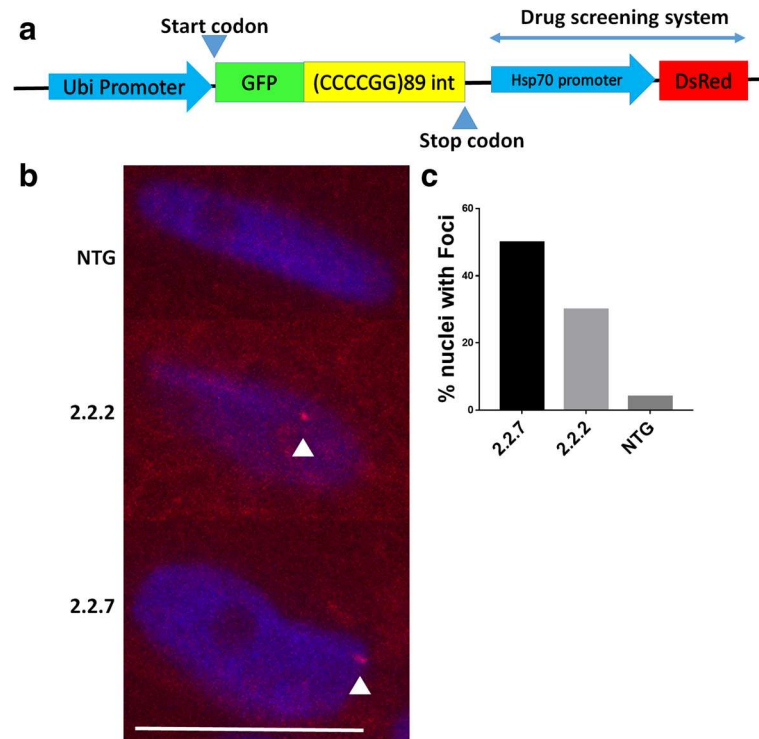 a
Drug screening system
Start codon
Ubi Promoter
GFP
(CCCCGG)89 int
Hsp70 promoter
DsRed
Stop codon
b
NTG
2.2.2
2.2.7
c
% nuclei with Foci
60
40
20
0
2.2.7
2.2.2
NTG